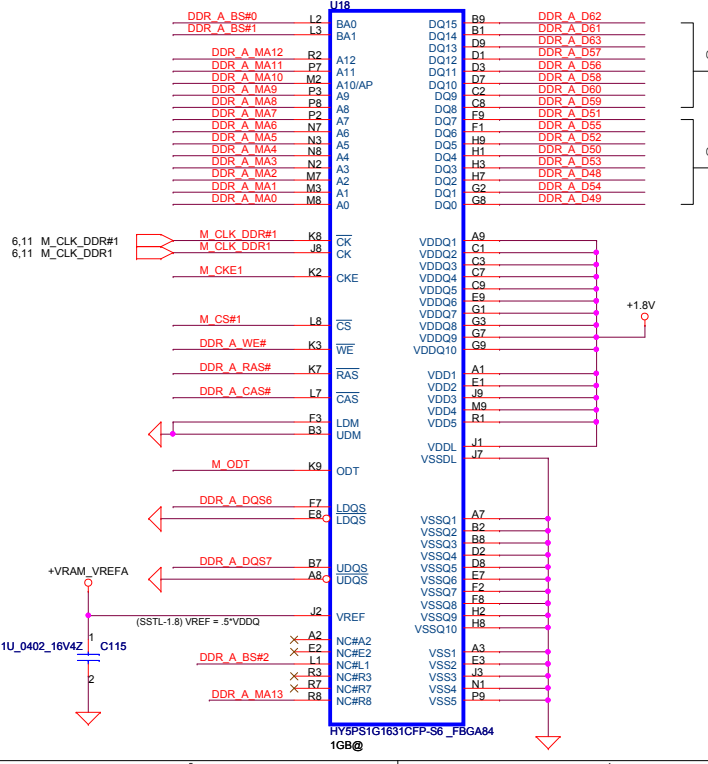 U18
DDR_A_BS#0 L2 BA0 DQ15 B9 DDR_A_D62
DDR_A_BS#1 L3 BA1 DQ14 B1 DDR_A_D61
DQ13 D9 DDR_A_D63
DDR_A_MA12 R2 A12 DQ12 D1 DDR_A_D57
DDR_A_MA11 P7 A11 DQ11 D3 DDR_A_D56
DDR_A_MA10 M2 A10/AP DQ10 D7 DDR_A_D58
DDR_A_MA9 P3 A9 DQ9 C2 DDR_A_D60
DDR_A_MA8 P8 A8 DQ8 C8 DDR_A_D59
DDR_A_MA7 P2 A7 DQ7 F9 DDR_A_D51
DDR_A_MA6 N7 A6 DQ6 F1 DDR_A_D55
DDR_A_MA5 N3 A5 DQ5 H9 DDR_A_D52
DDR_A_MA4 N8 A4 DQ4 H1 DDR_A_D50
DDR_A_MA3 N2 A3 DQ3 H3 DDR_A_D53
DDR_A_MA2 M7 A2 DQ2 H7 DDR_A_D48
DDR_A_MA1 M3 A1 DQ1 G2 DDR_A_D54
DDR_A_MA0 M8 A0 DQ0 G8 DDR_A_D49
6,11 M_CLK_DDR#1 M_CLK_DDR#1 K8 CK VDDQ1 A9
6,11 M_CLK_DDR1 M_CLK_DDR1 J8 CK VDDQ2 C1
VDDQ3 C3
M_CKE1 K2 CKE VDDQ4 C7
VDDQ5 C9
VDDQ6 E9
VDDQ7 G1
+1.8V
M_CS#1 L8 CS VDDQ8 G3
VDDQ9 G7
DDR_A_WE# K3 WE VDDQ10 G9
DDR_A_RAS# K7 RAS VDD1 A1
VDD2 E1
DDR_A_CAS# L7 CAS VDD3 J9
VDD4 M9
F3 LDM VDD5 R1
B3 UDM
VDDL J1
M_ODT K9 ODT VSSDL J7
DDR_A_DQS6 F7 LDQS
E8 LDQS VSSQ1 A7
VSSQ2 B2
VSSQ3 B8
VSSQ4 D2
DDR_A_DQS7 B7 UDQS VSSQ5 D8
+VRAM_VREFA A8 UDQS VSSQ6 E7
VSSQ7 F2
VSSQ8 F8
(SSTL-1.8) VREF = .5*VDDQ J2 VREF VSSQ9 H2
VSSQ10 H8
1U_0402_16V4Z 1 C115 2
A2 NC#A2
E2 NC#E2 VSS1 A3
DDR_A_BS#2 L1 NC#L1 VSS2 E3
R3 NC#R3 VSS3 J3
R7 NC#R7 VSS4 N1
DDR_A_MA13 R8 NC#R8 VSS5 P9
HY5PS1G1631CFP-S6_FBGA84
1GB@